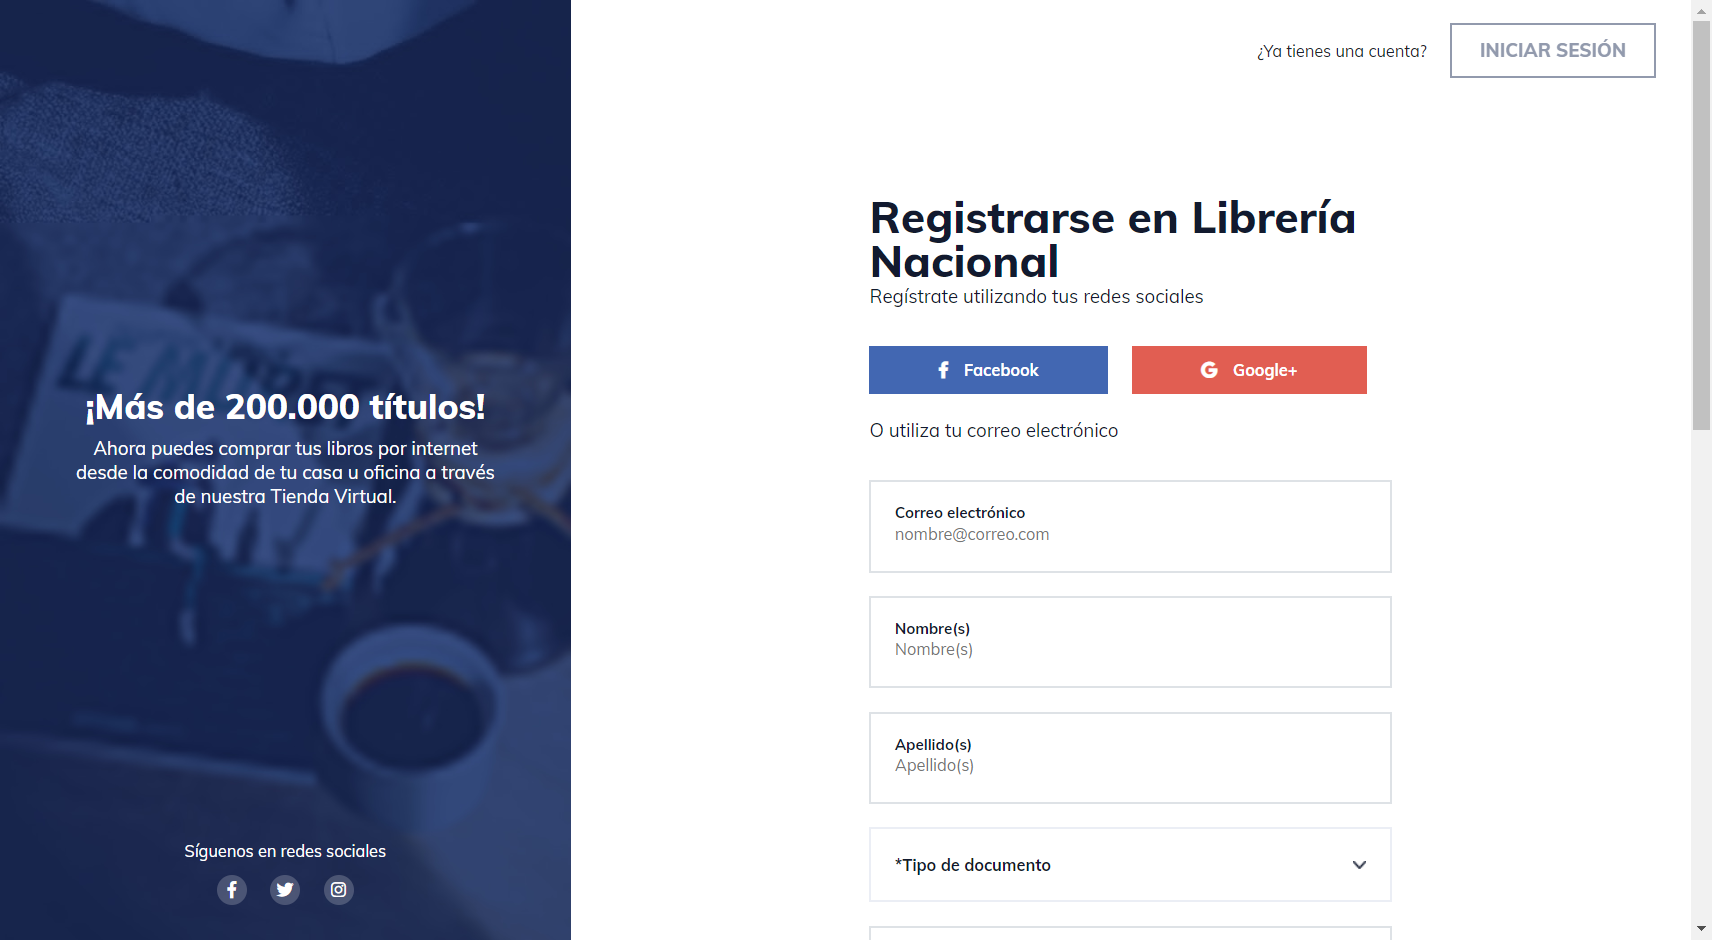 ¿Ya tienes una cuenta?
INICIAR SESIÓN
Registrarse en Librería
Nacional
Regístrate utilizando tus redes sociales
Facebook
Google+
O utiliza tu correo electrónico
Correo electrónico
nombre@correo.com
Nombre(s)
Nombre(s)
Apellido(s)
Apellido(s)
*Tipo de documento
¡Más de 200.000 títulos!
Ahora puedes comprar tus libros por internet
desde la comodidad de tu casa u oficina a través
de nuestra Tienda Virtual.
Síguenos en redes sociales